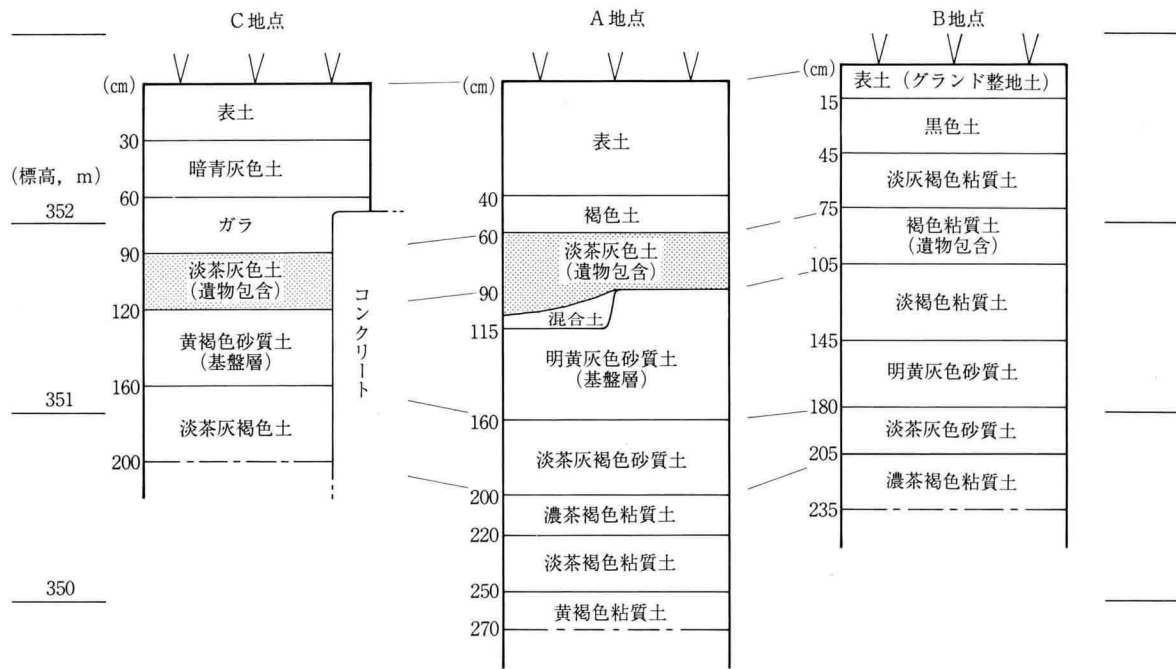 C地点
(cm)
表土
30
暗青灰色土
60
ガラ
90
淡茶灰色土
(遺物包含)
120
黄褐色砂質土
(基盤層)
160
淡茶灰褐色土
200
コンクリート
(標高, m)
352
351
350
A地点
(cm)
表土
40
褐色土
60
淡茶灰色土
(遺物包含)
90
混合土
115
明黄灰色砂質土
(基盤層)
160
淡茶灰褐色砂質土
200
濃茶褐色粘質土
220
淡茶褐色粘質土
250
黄褐色粘質土
270
B地点
(cm)
表土(グランド整地土)
15
黒色土
45
淡灰褐色粘質土
75
褐色粘質土
(遺物包含)
105
淡褐色粘質土
145
明黄灰色砂質土
180
淡茶灰色砂質土
205
濃茶褐色粘質土
235